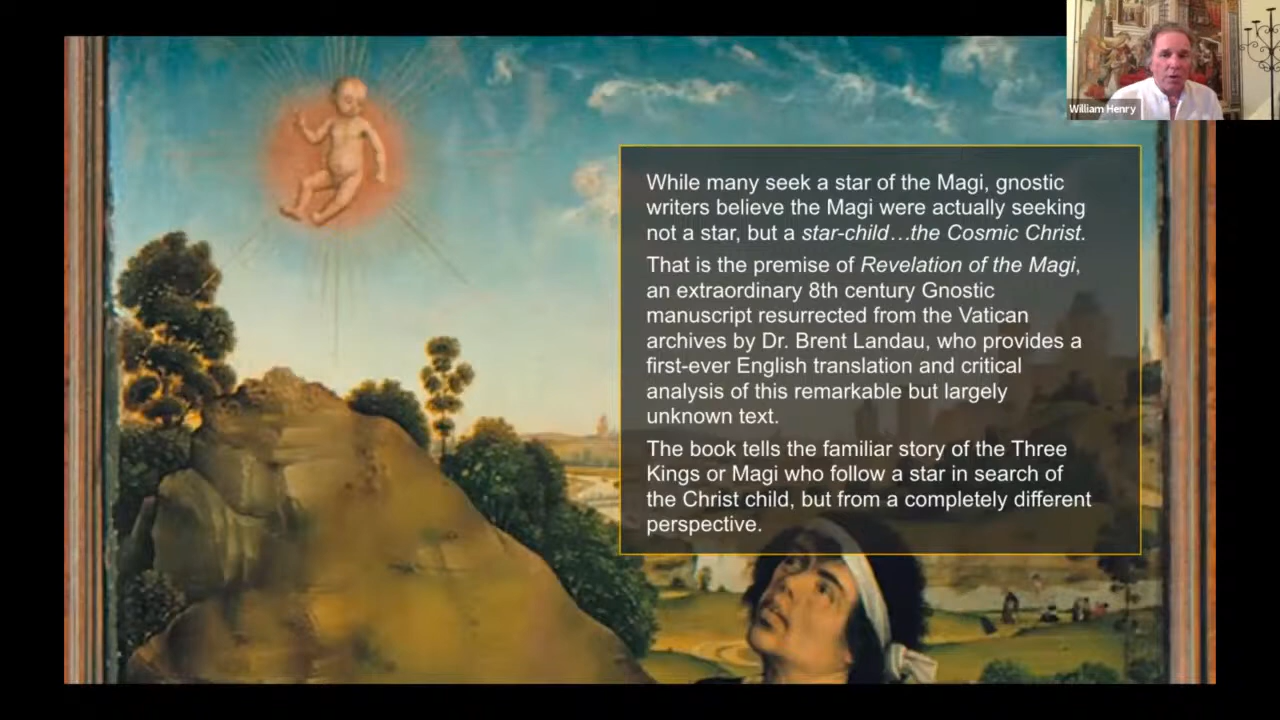 William Henry
While many seek a star of the Magi, gnostic
writers believe the Magi were actually seeking
not a star, but a star-child…the Cosmic Christ.
That is the premise of Revelation of the Magi,
an extraordinary 8th century Gnostic
manuscript resurrected from the Vatican
archives by Dr. Brent Landau, who provides a
first-ever English translation and critical
analysis of this remarkable but largely
unknown text.
The book tells the familiar story of the Three
Kings or Magi who follow a star in search of
the Christ child, but from a completely different
perspective.